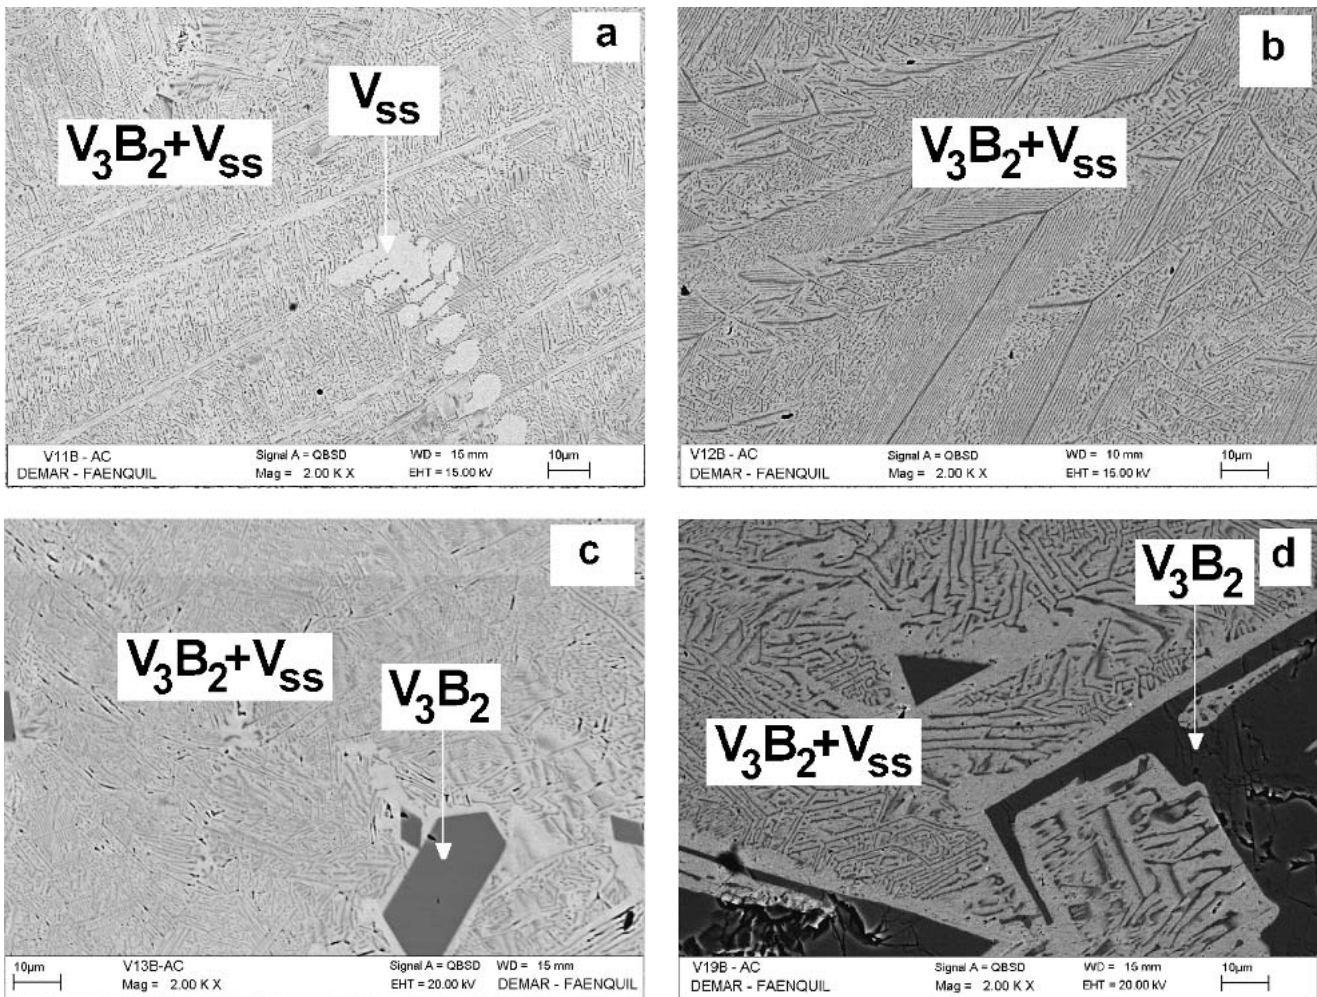 a
V₃B₂+Vss
Vss
V11B - AC
DEMAR - FAENQUIL
Signal A = QBSD
Mag = 2.00 K X
WD = 15 mm
EHT = 15.00 kV
10µm
b
V₃B₂+Vss
V12B - AC
DEMAR - FAENQUIL
Signal A = QBSD
Mag = 2.00 K X
WD = 10 mm
EHT = 15.00 kV
10µm
c
V₃B₂+Vss
V₃B₂
10µm
V13B-AC
Mag = 2.00 K X
Signal A = QBSD
EHT = 20.00 kV
WD = 15 mm
DEMAR - FAENQUIL
d
V₃B₂
V₃B₂+Vss
V19B - AC
DEMAR - FAENQUIL
Signal A = QBSD
Mag = 2.00 K X
WD = 15 mm
EHT = 20.00 kV
10µm